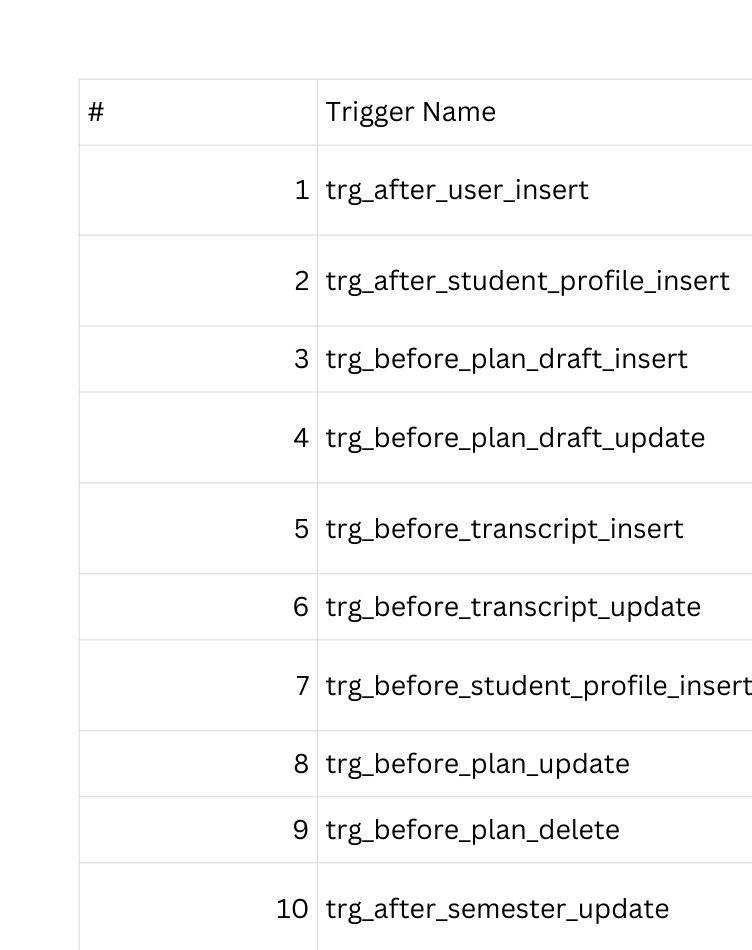 # Trigger Name
1 trg_after_user_insert
2 trg_after_student_profile_insert
3 trg_before_plan_draft_insert
4 trg_before_plan_draft_update
5 trg_before_transcript_insert
6 trg_before_transcript_update
7 trg_before_student_profile_insert
8 trg_before_plan_update
9 trg_before_plan_delete
10 trg_after_semester_update